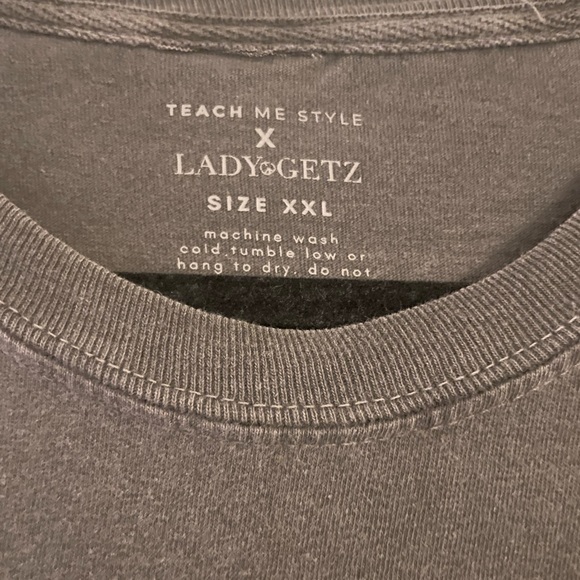 TEACH ME STYLE
X
LADY GETZ
SIZE XXL
machine wash
cold, tumble low or
hang to dry, do not